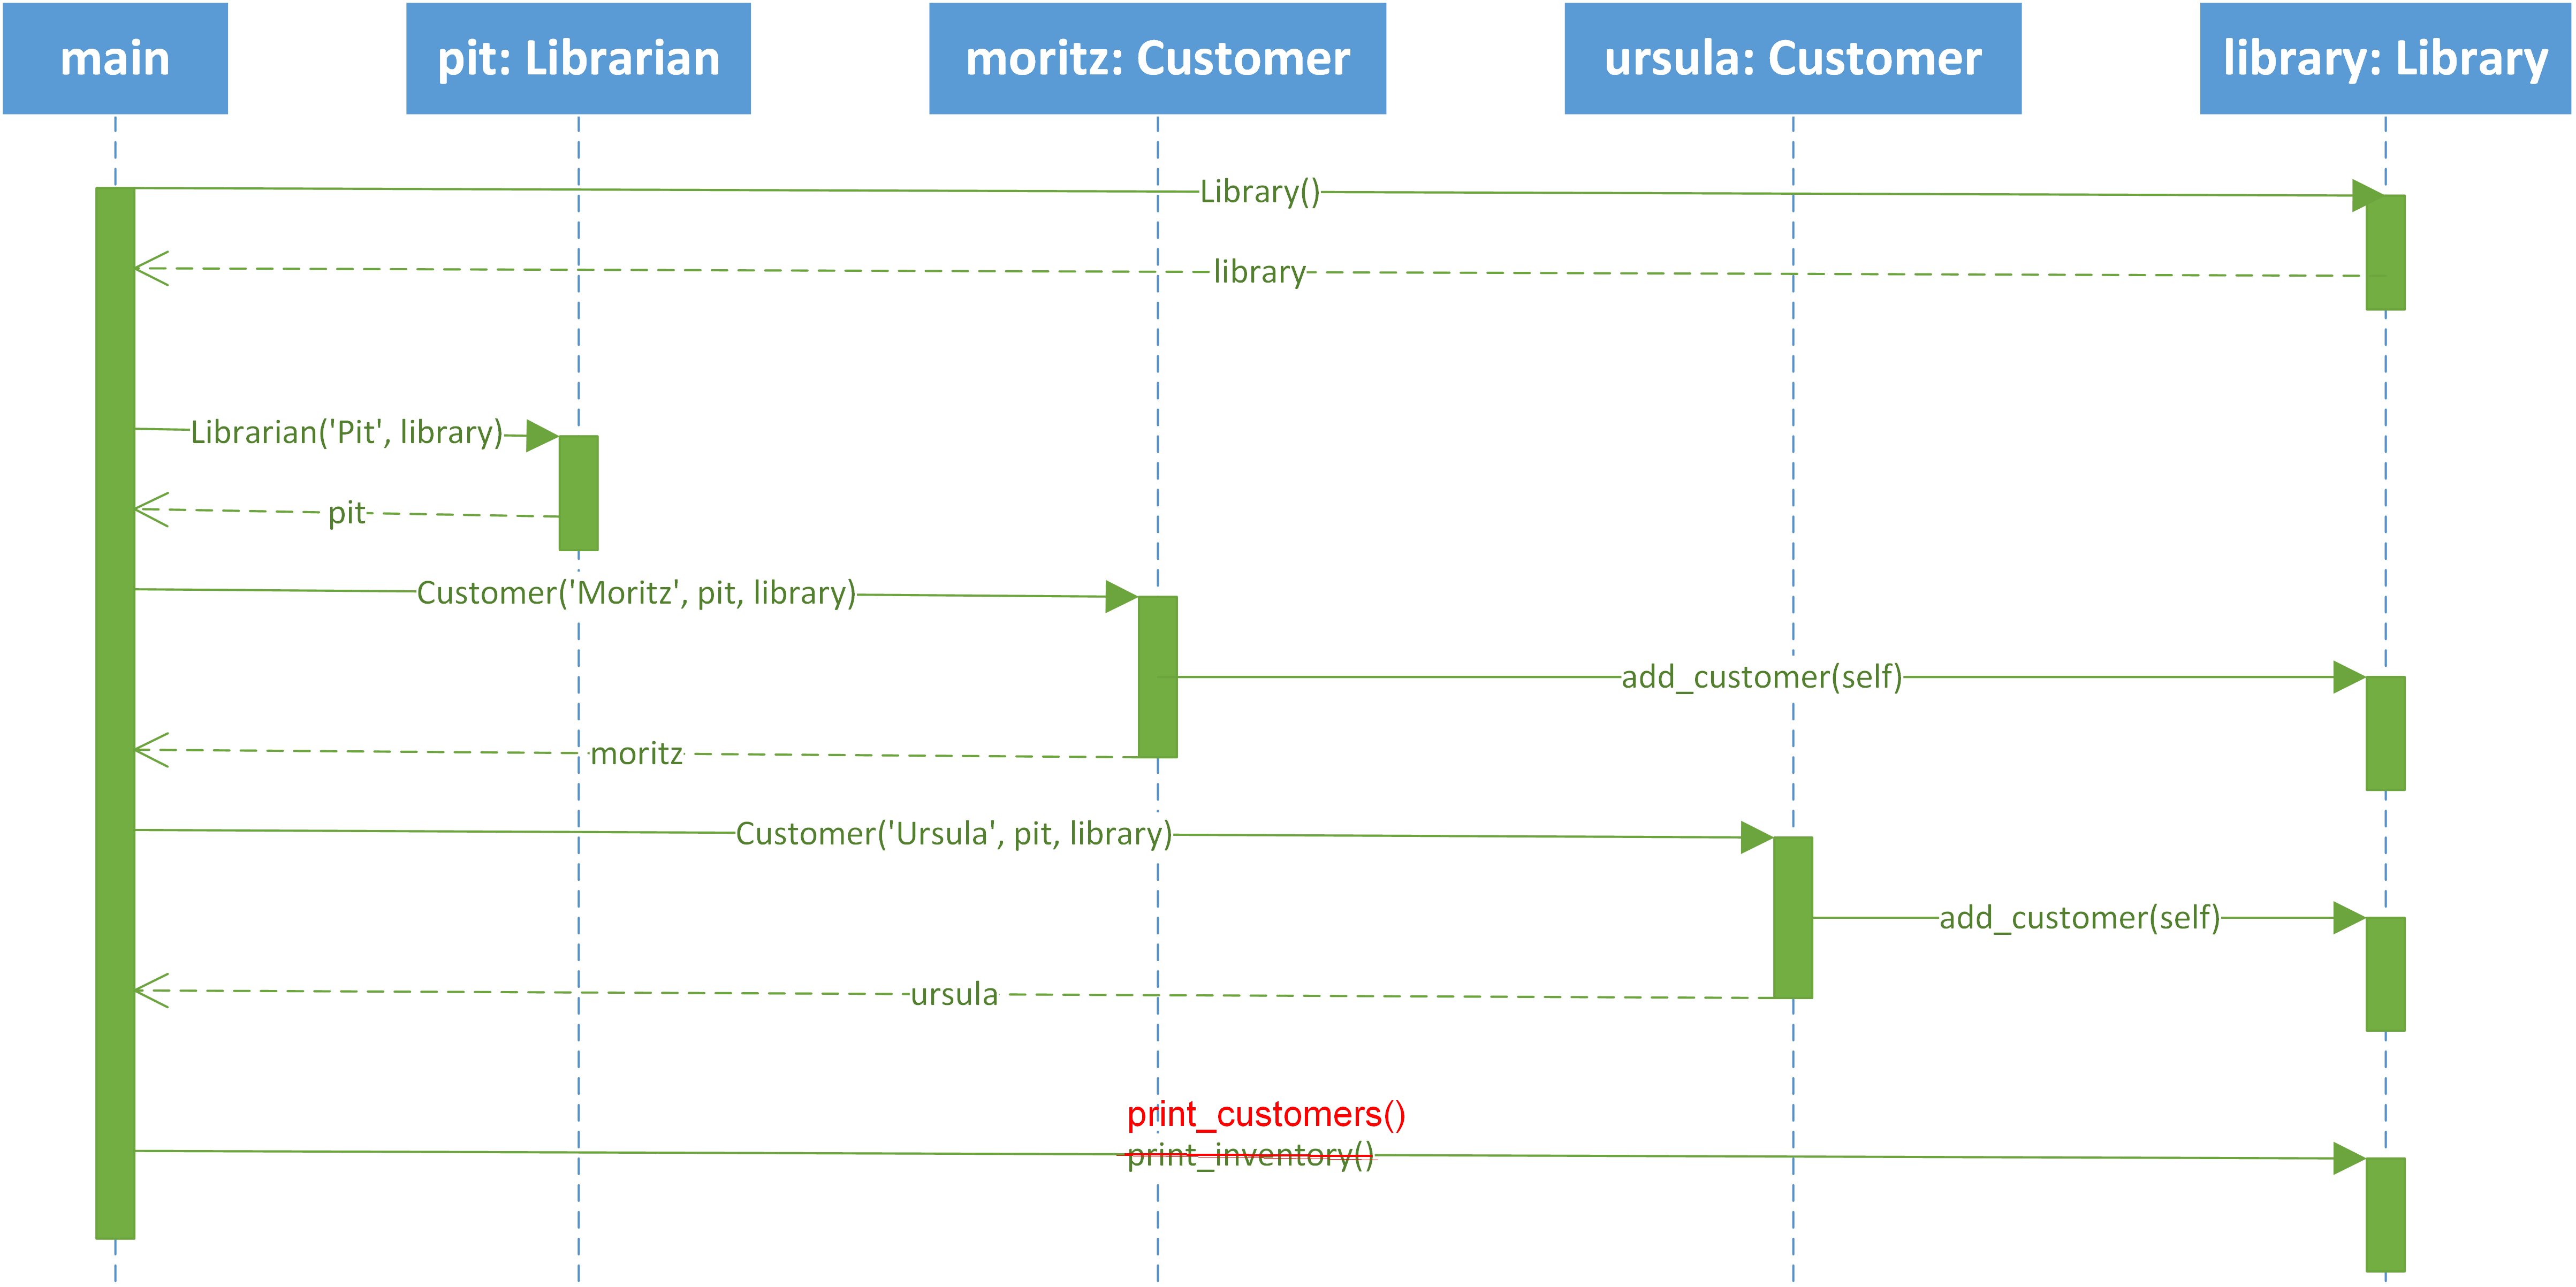 main
pit: Librarian
moritz: Customer
ursula: Customer
library: Library
Library()
library
Librarian('Pit', library)
pit
Customer('Moritz', pit, library)
add_customer(self)
moritz
Customer('Ursula', pit, library)
add_customer(self)
ursula
print_customers()
print_inventory()